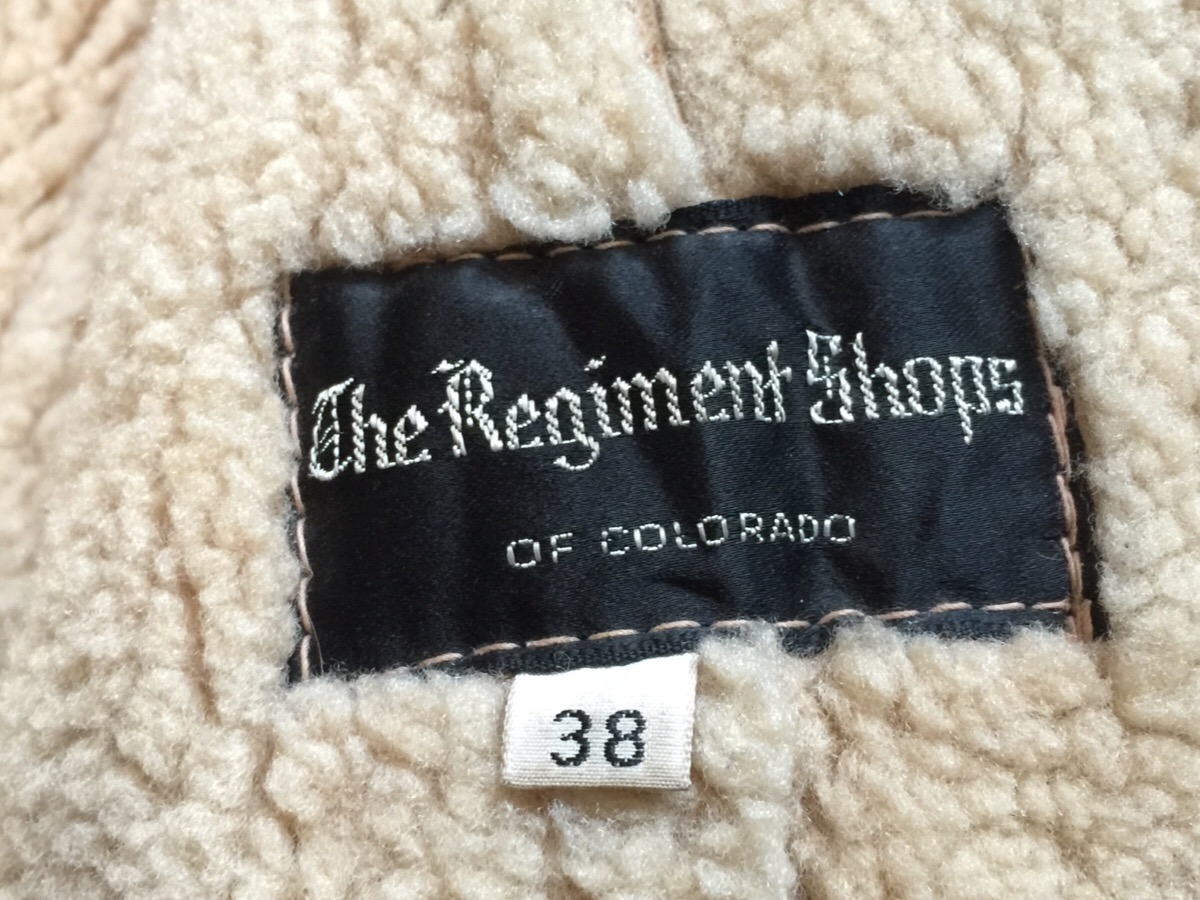 The Regiment Shops
OF COLORADO
38